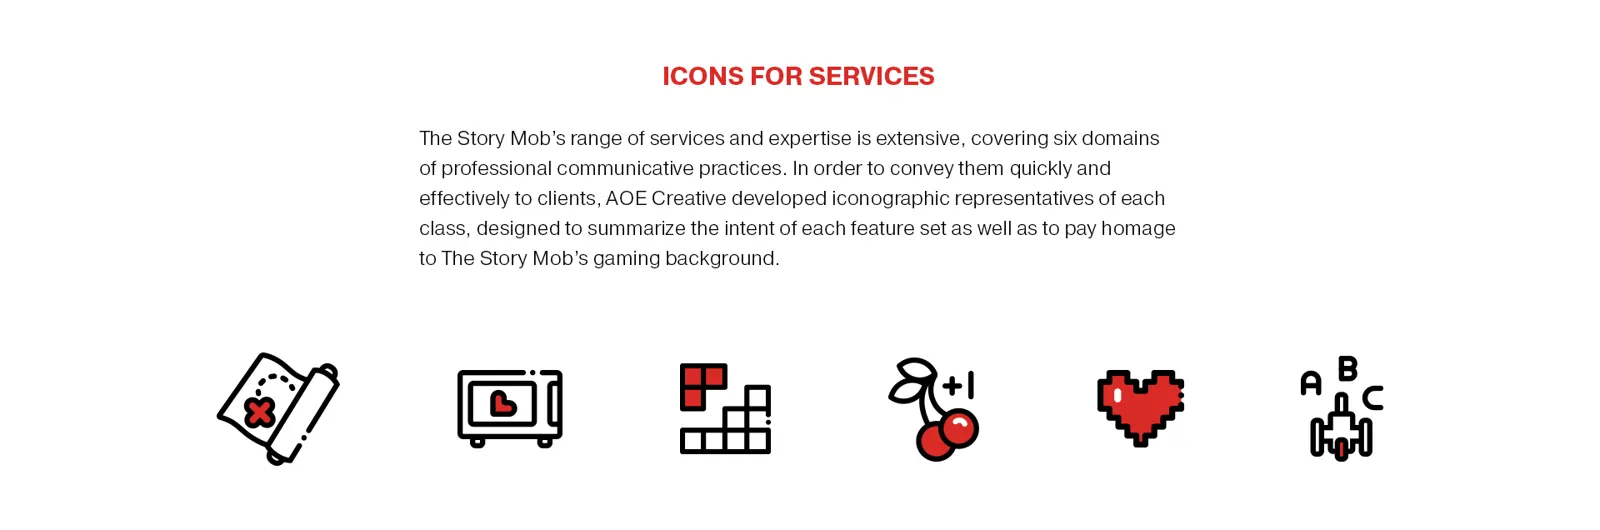 ICONS FOR SERVICES
The Story Mob’s range of services and expertise is extensive, covering six domains
of professional communicative practices. In order to convey them quickly and
effectively to clients, AOE Creative developed iconographic representatives of each
class, designed to summarize the intent of each feature set as well as to pay homage
to The Story Mob’s gaming background.
+1
A B C